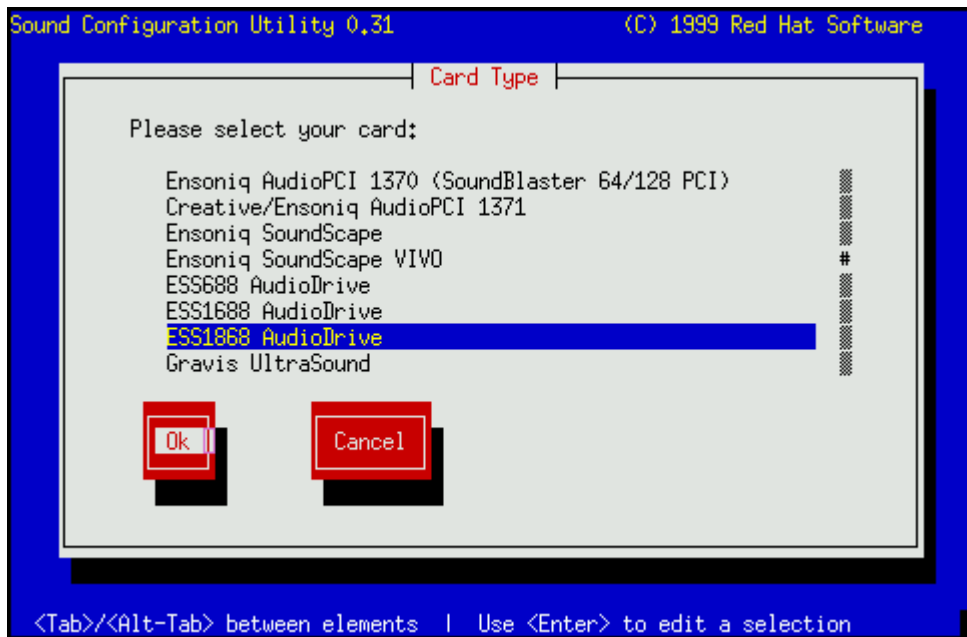 Sound Configuration Utility 0.31 (C) 1999 Red Hat Software
Card Type
Please select your card:
Ensoniq AudioPCI 1370 (SoundBlaster 64/128 PCI)
Creative/Ensoniq AudioPCI 1371
Ensoniq SoundScape
Ensoniq SoundScape VIVO #
ESS688 AudioDrive
ESS1688 AudioDrive
ESS1868 AudioDrive
Gravis UltraSound
Ok Cancel
<Tab>/<Alt-Tab> between elements | Use <Enter> to edit a selection